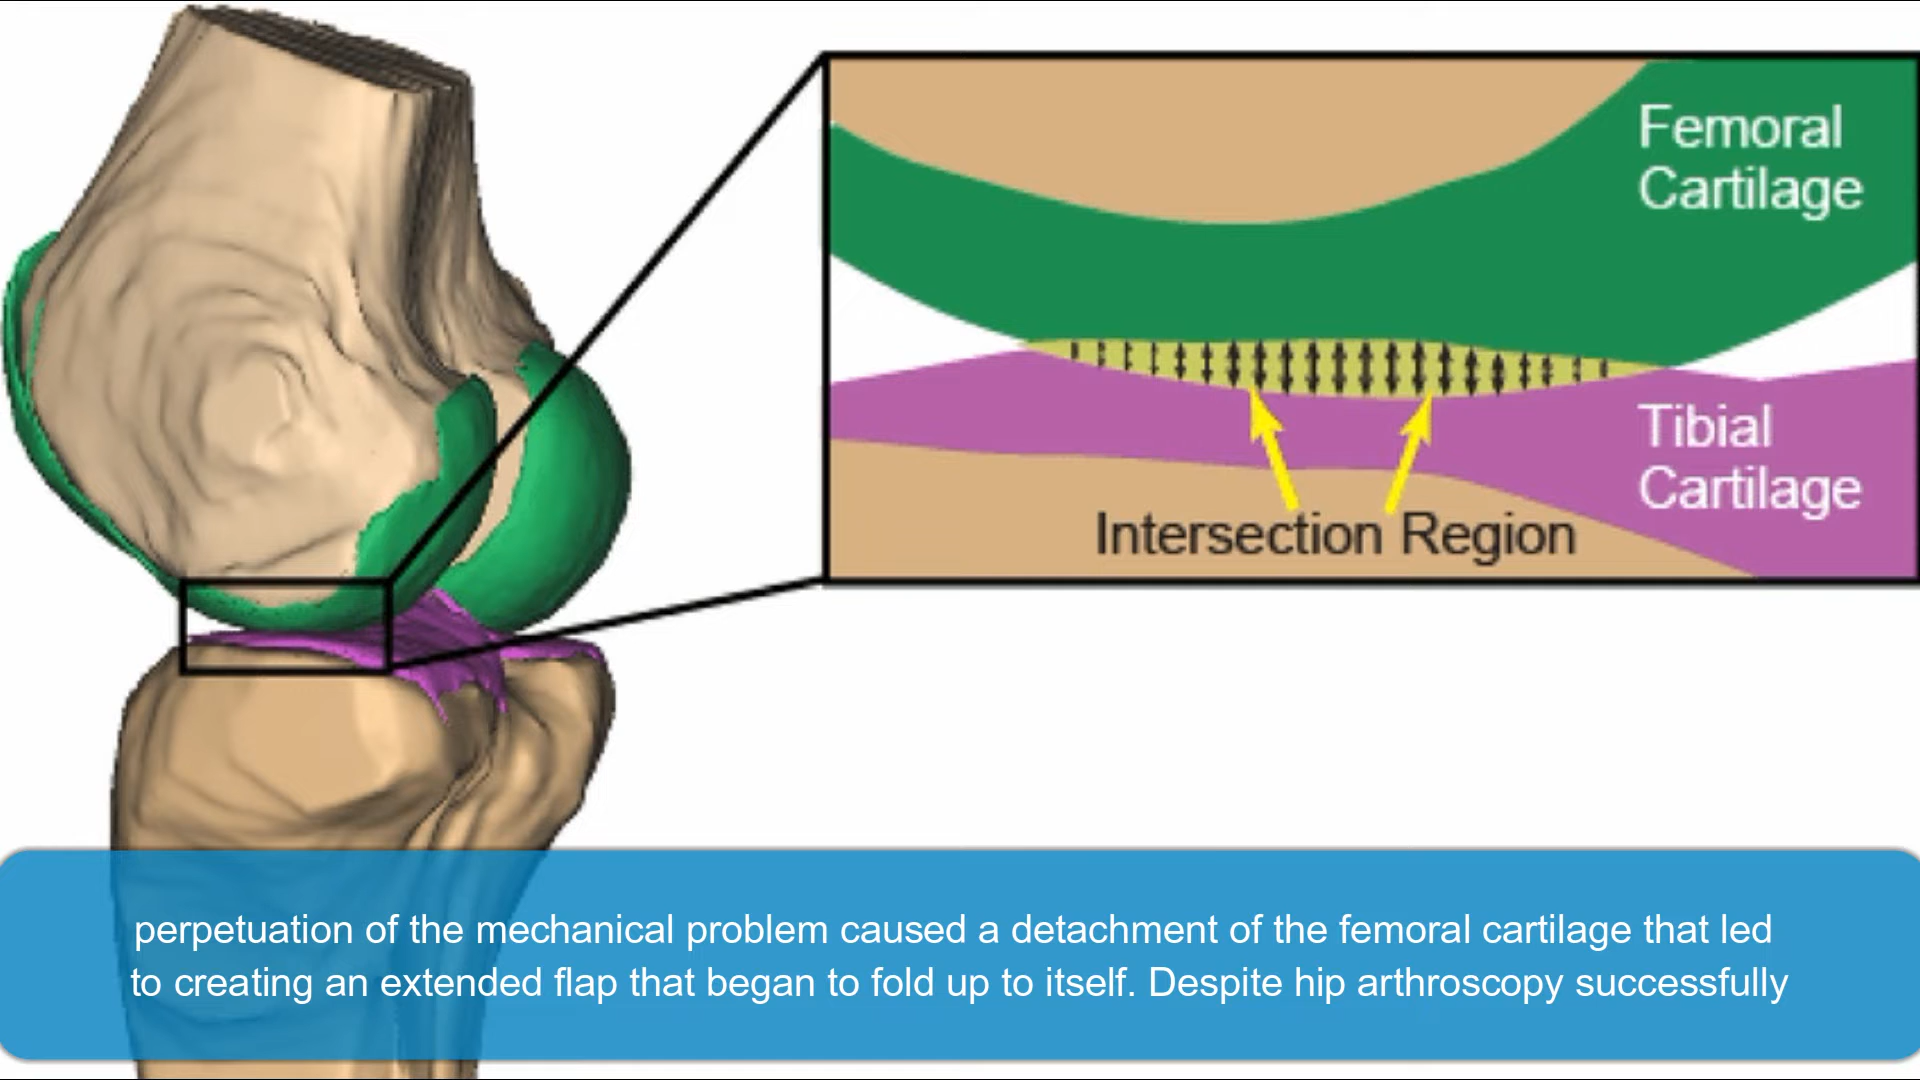 Femoral
Cartilage
Tibial
Cartilage
Intersection Region
perpetuation of the mechanical problem caused a detachment of the femoral cartilage that led
to creating an extended flap that began to fold up to itself. Despite hip arthroscopy successfully